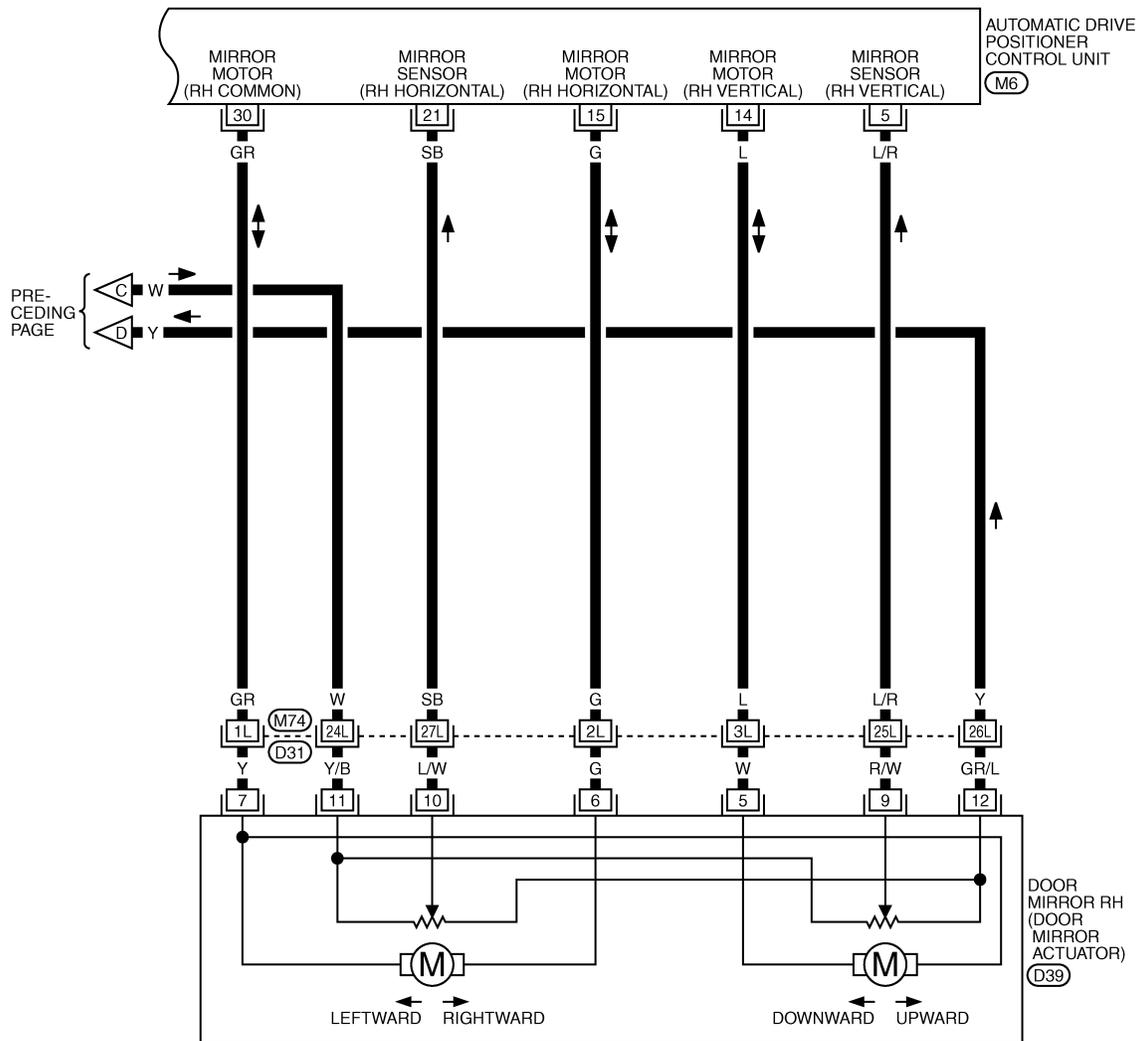 AUTOMATIC DRIVE
POSITIONER
CONTROL UNIT
M6
MIRROR
MOTOR
(RH COMMON)
MIRROR
SENSOR
(RH HORIZONTAL)
MIRROR
MOTOR
(RH HORIZONTAL)
MIRROR
MOTOR
(RH VERTICAL)
MIRROR
SENSOR
(RH VERTICAL)
30 21 15 14 5
GR SB G L L/R
PRE-
CEDING
PAGE
C W
D Y
GR W SB G L L/R Y
M74
1L 24L 27L 2L 3L 25L 26L
D31
Y Y/B L/W G W R/W GR/L
7 11 10 6 5 9 12
DOOR
MIRROR RH
(DOOR
MIRROR
ACTUATOR)
D39
M M
LEFTWARD RIGHTWARD DOWNWARD UPWARD